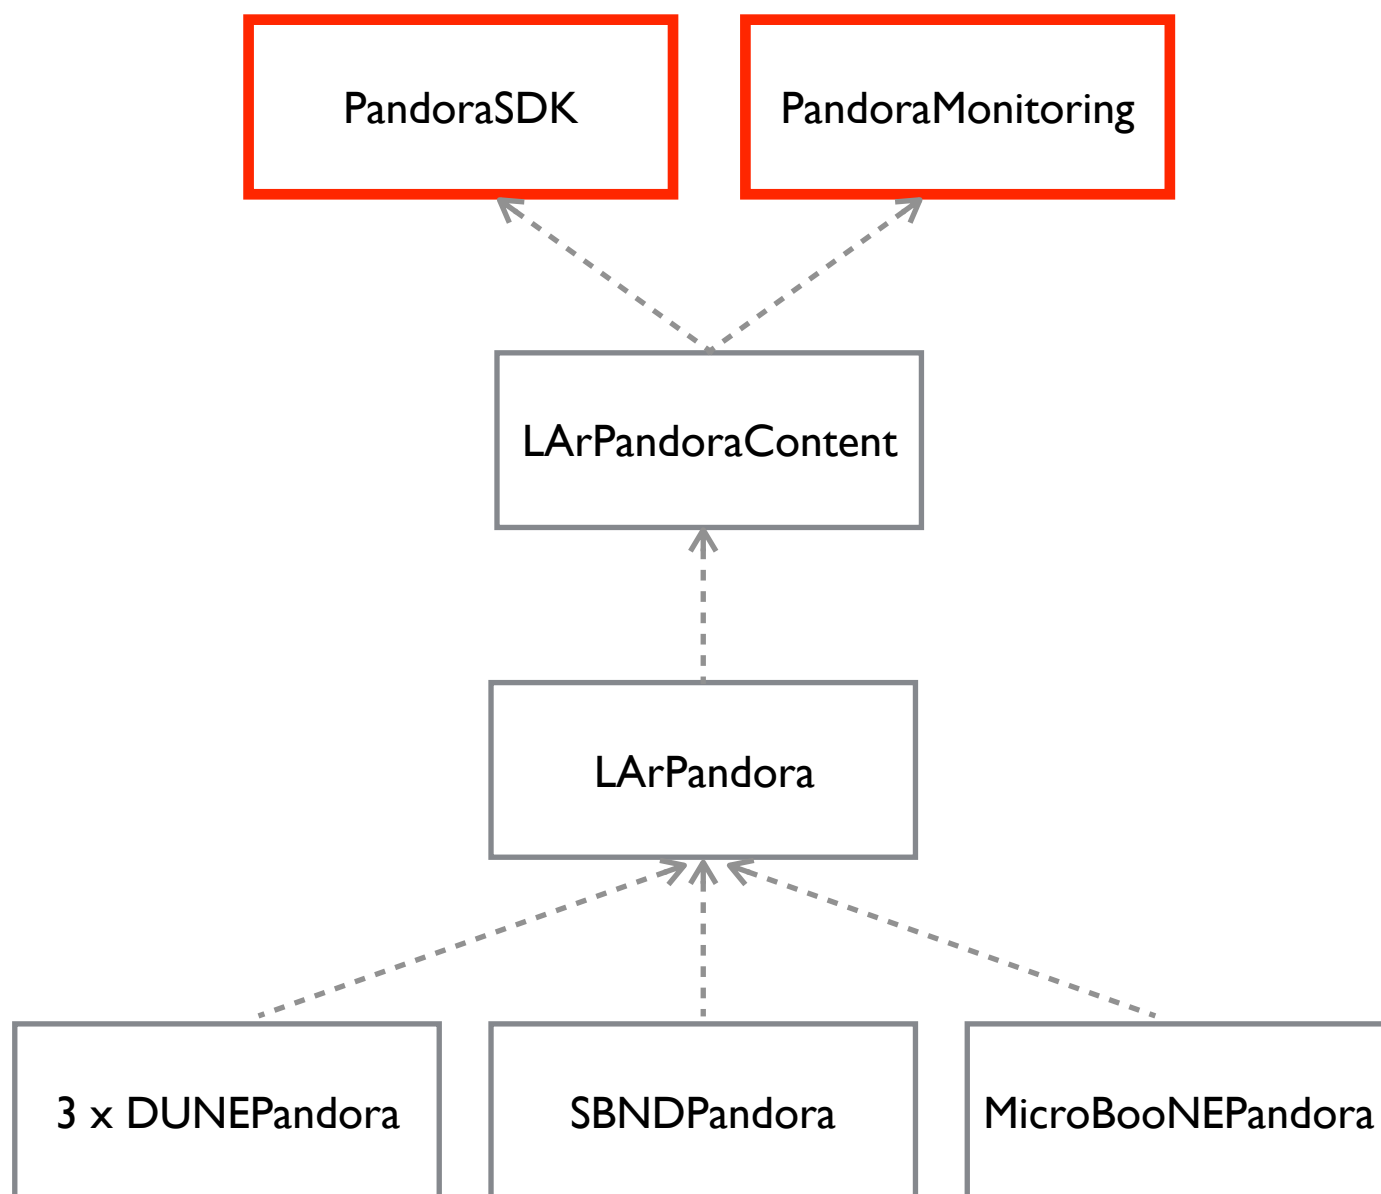 PandoraSDK
PandoraMonitoring
LArPandoraContent
LArPandora
3 x DUNEPandora
SBNDPandora
MicroBooNEPandora